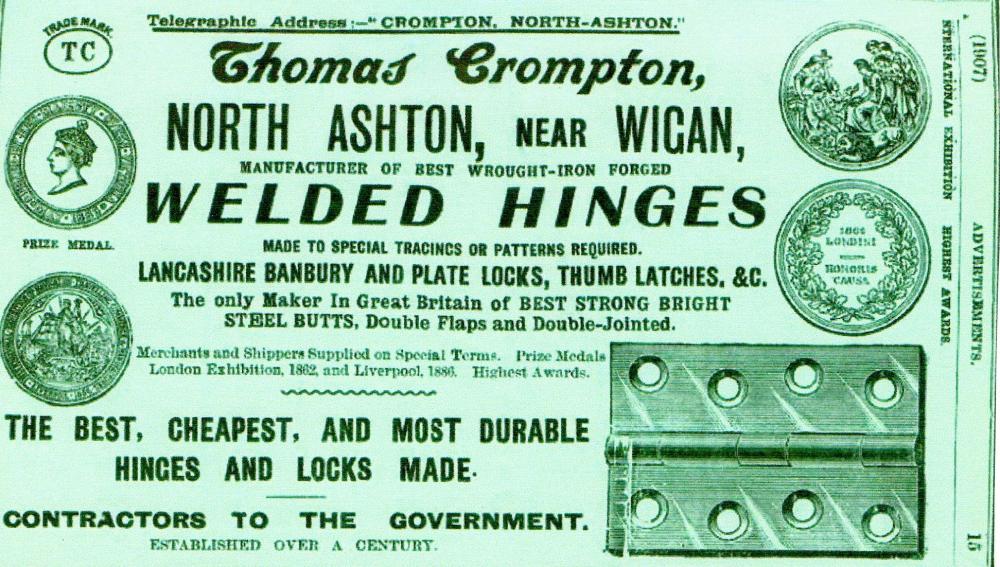 TRADE MARK
TC
Telegraphic Address:—"CROMPTON, NORTH-ASHTON."
Thomas Crompton,
NORTH ASHTON, NEAR WIGAN,
MANUFACTURER OF BEST WROUGHT-IRON FORGED
WELDED HINGES
MADE TO SPECIAL TRACINGS OR PATTERNS REQUIRED.
LANCASHIRE BANBURY AND PLATE LOCKS, THUMB LATCHES, &C.
The only Maker In Great Britain of BEST STRONG BRIGHT
STEEL BUTTS, Double Flaps and Double-Jointed.
PRIZE MEDAL.
Merchants and Shippers Supplied on Special Terms. Prize Medals
London Exhibition, 1862, and Liverpool, 1886. Highest Awards.
THE BEST, CHEAPEST, AND MOST DURABLE
HINGES AND LOCKS MADE.
CONTRACTORS TO THE GOVERNMENT.
ESTABLISHED OVER A CENTURY.
1862
LONDINI
HONORIS
CAUSA
NTERNATIONAL EXHIBITION HIGHEST AWARDS.
(1907)
ADVERTISMENTS.
15